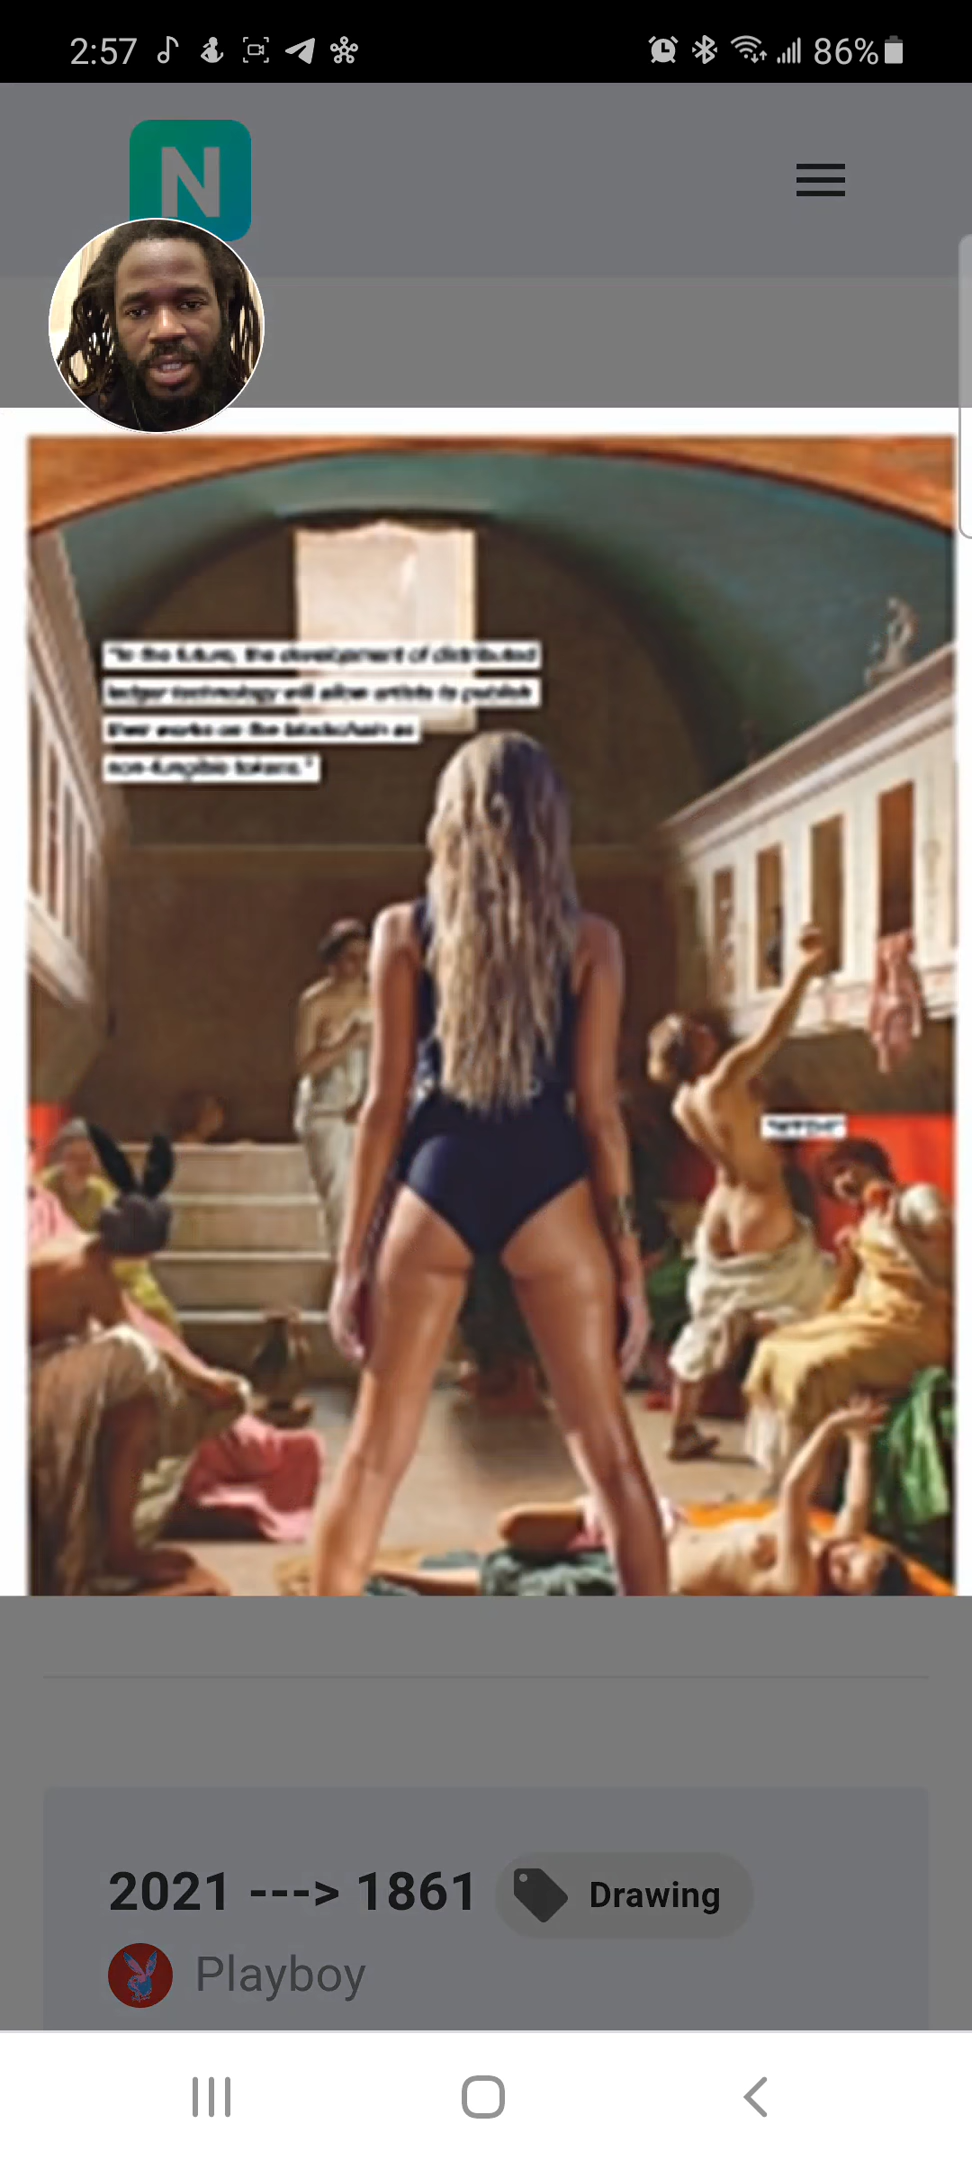 2:57
86%
N
"In the future, the development of distributed
ledger technology will allow artists to publish
their works on the blockchain as
non-fungible tokens."
2021 ---> 1861
Drawing
Playboy